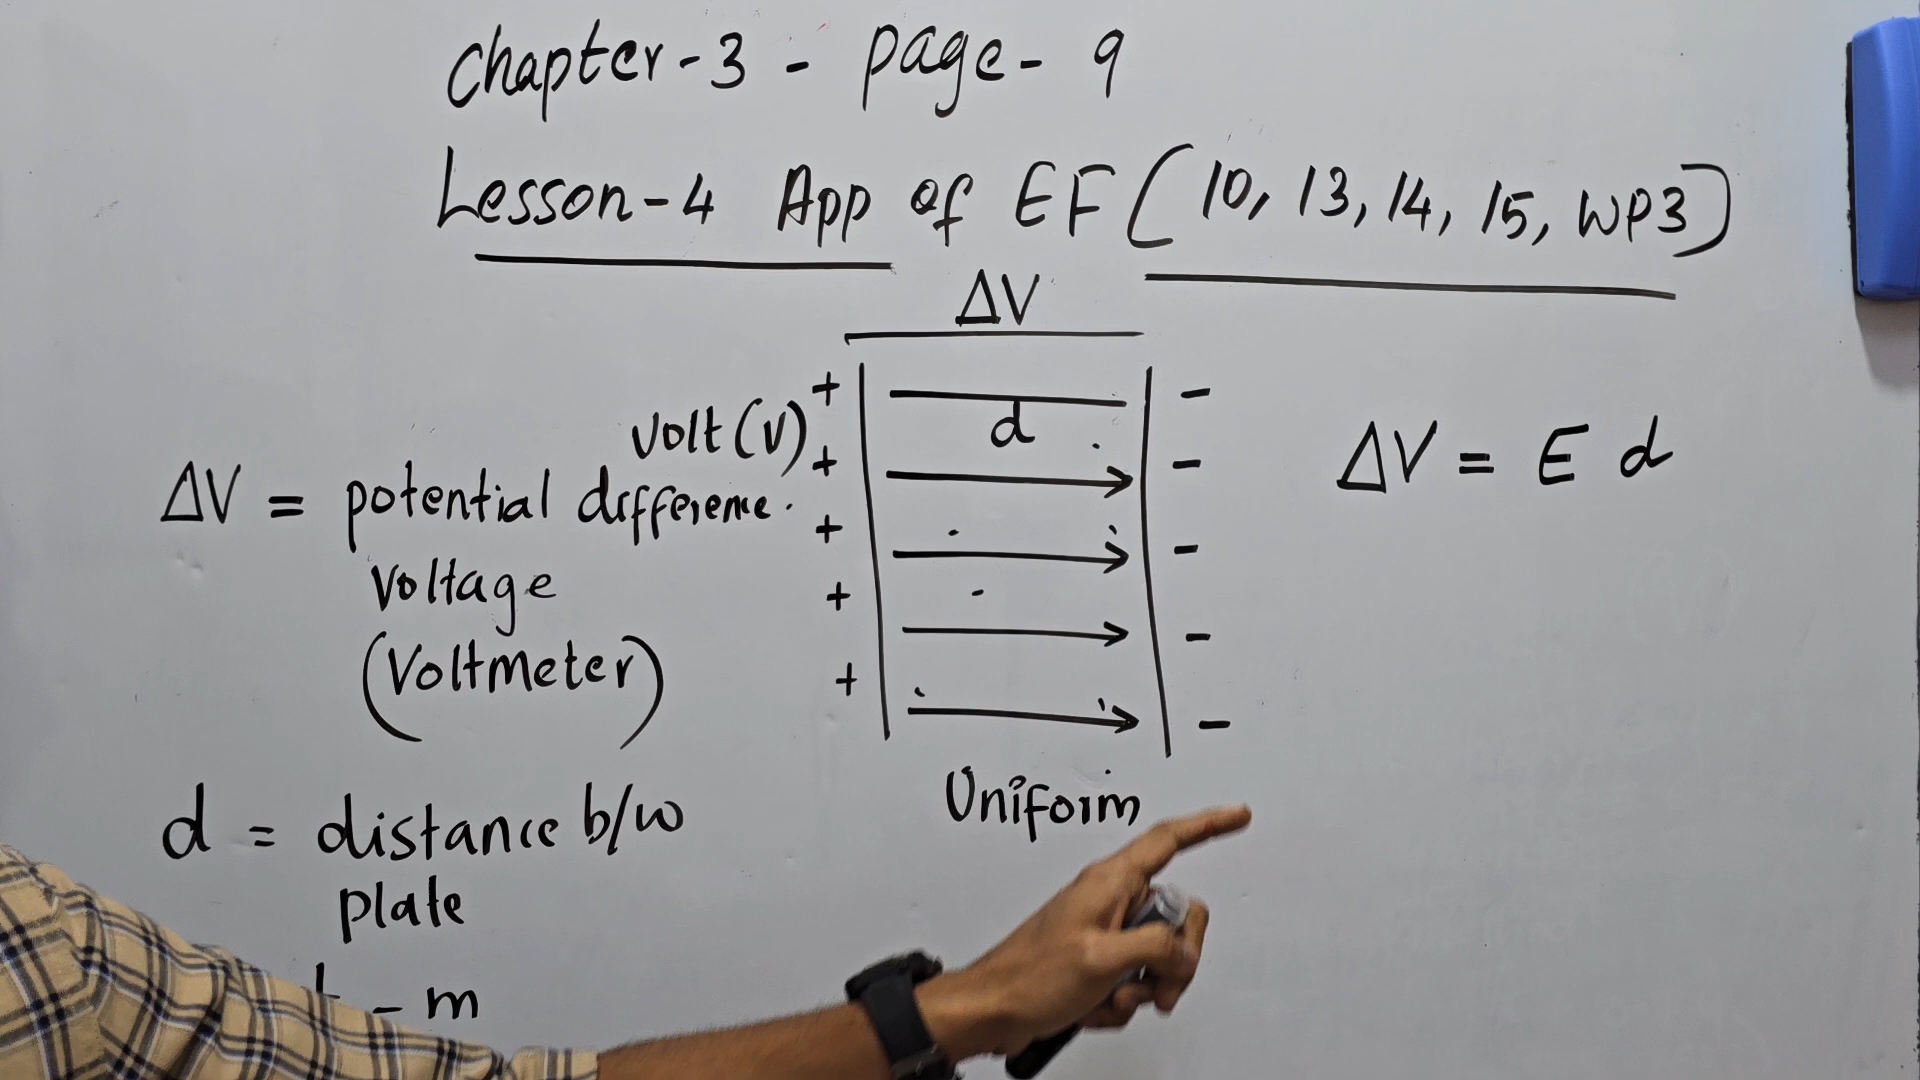 Chapter-3 - page- 9
Lesson-4 App of EF (10, 13, 14, 15, WP3)
ΔV
+ -
d
volt (V)
+ -
ΔV = potential difference.
ΔV = E d
+ -
Voltage
+ -
(Voltmeter)
+ -
Uniform
d = distance b/w
plate
- m